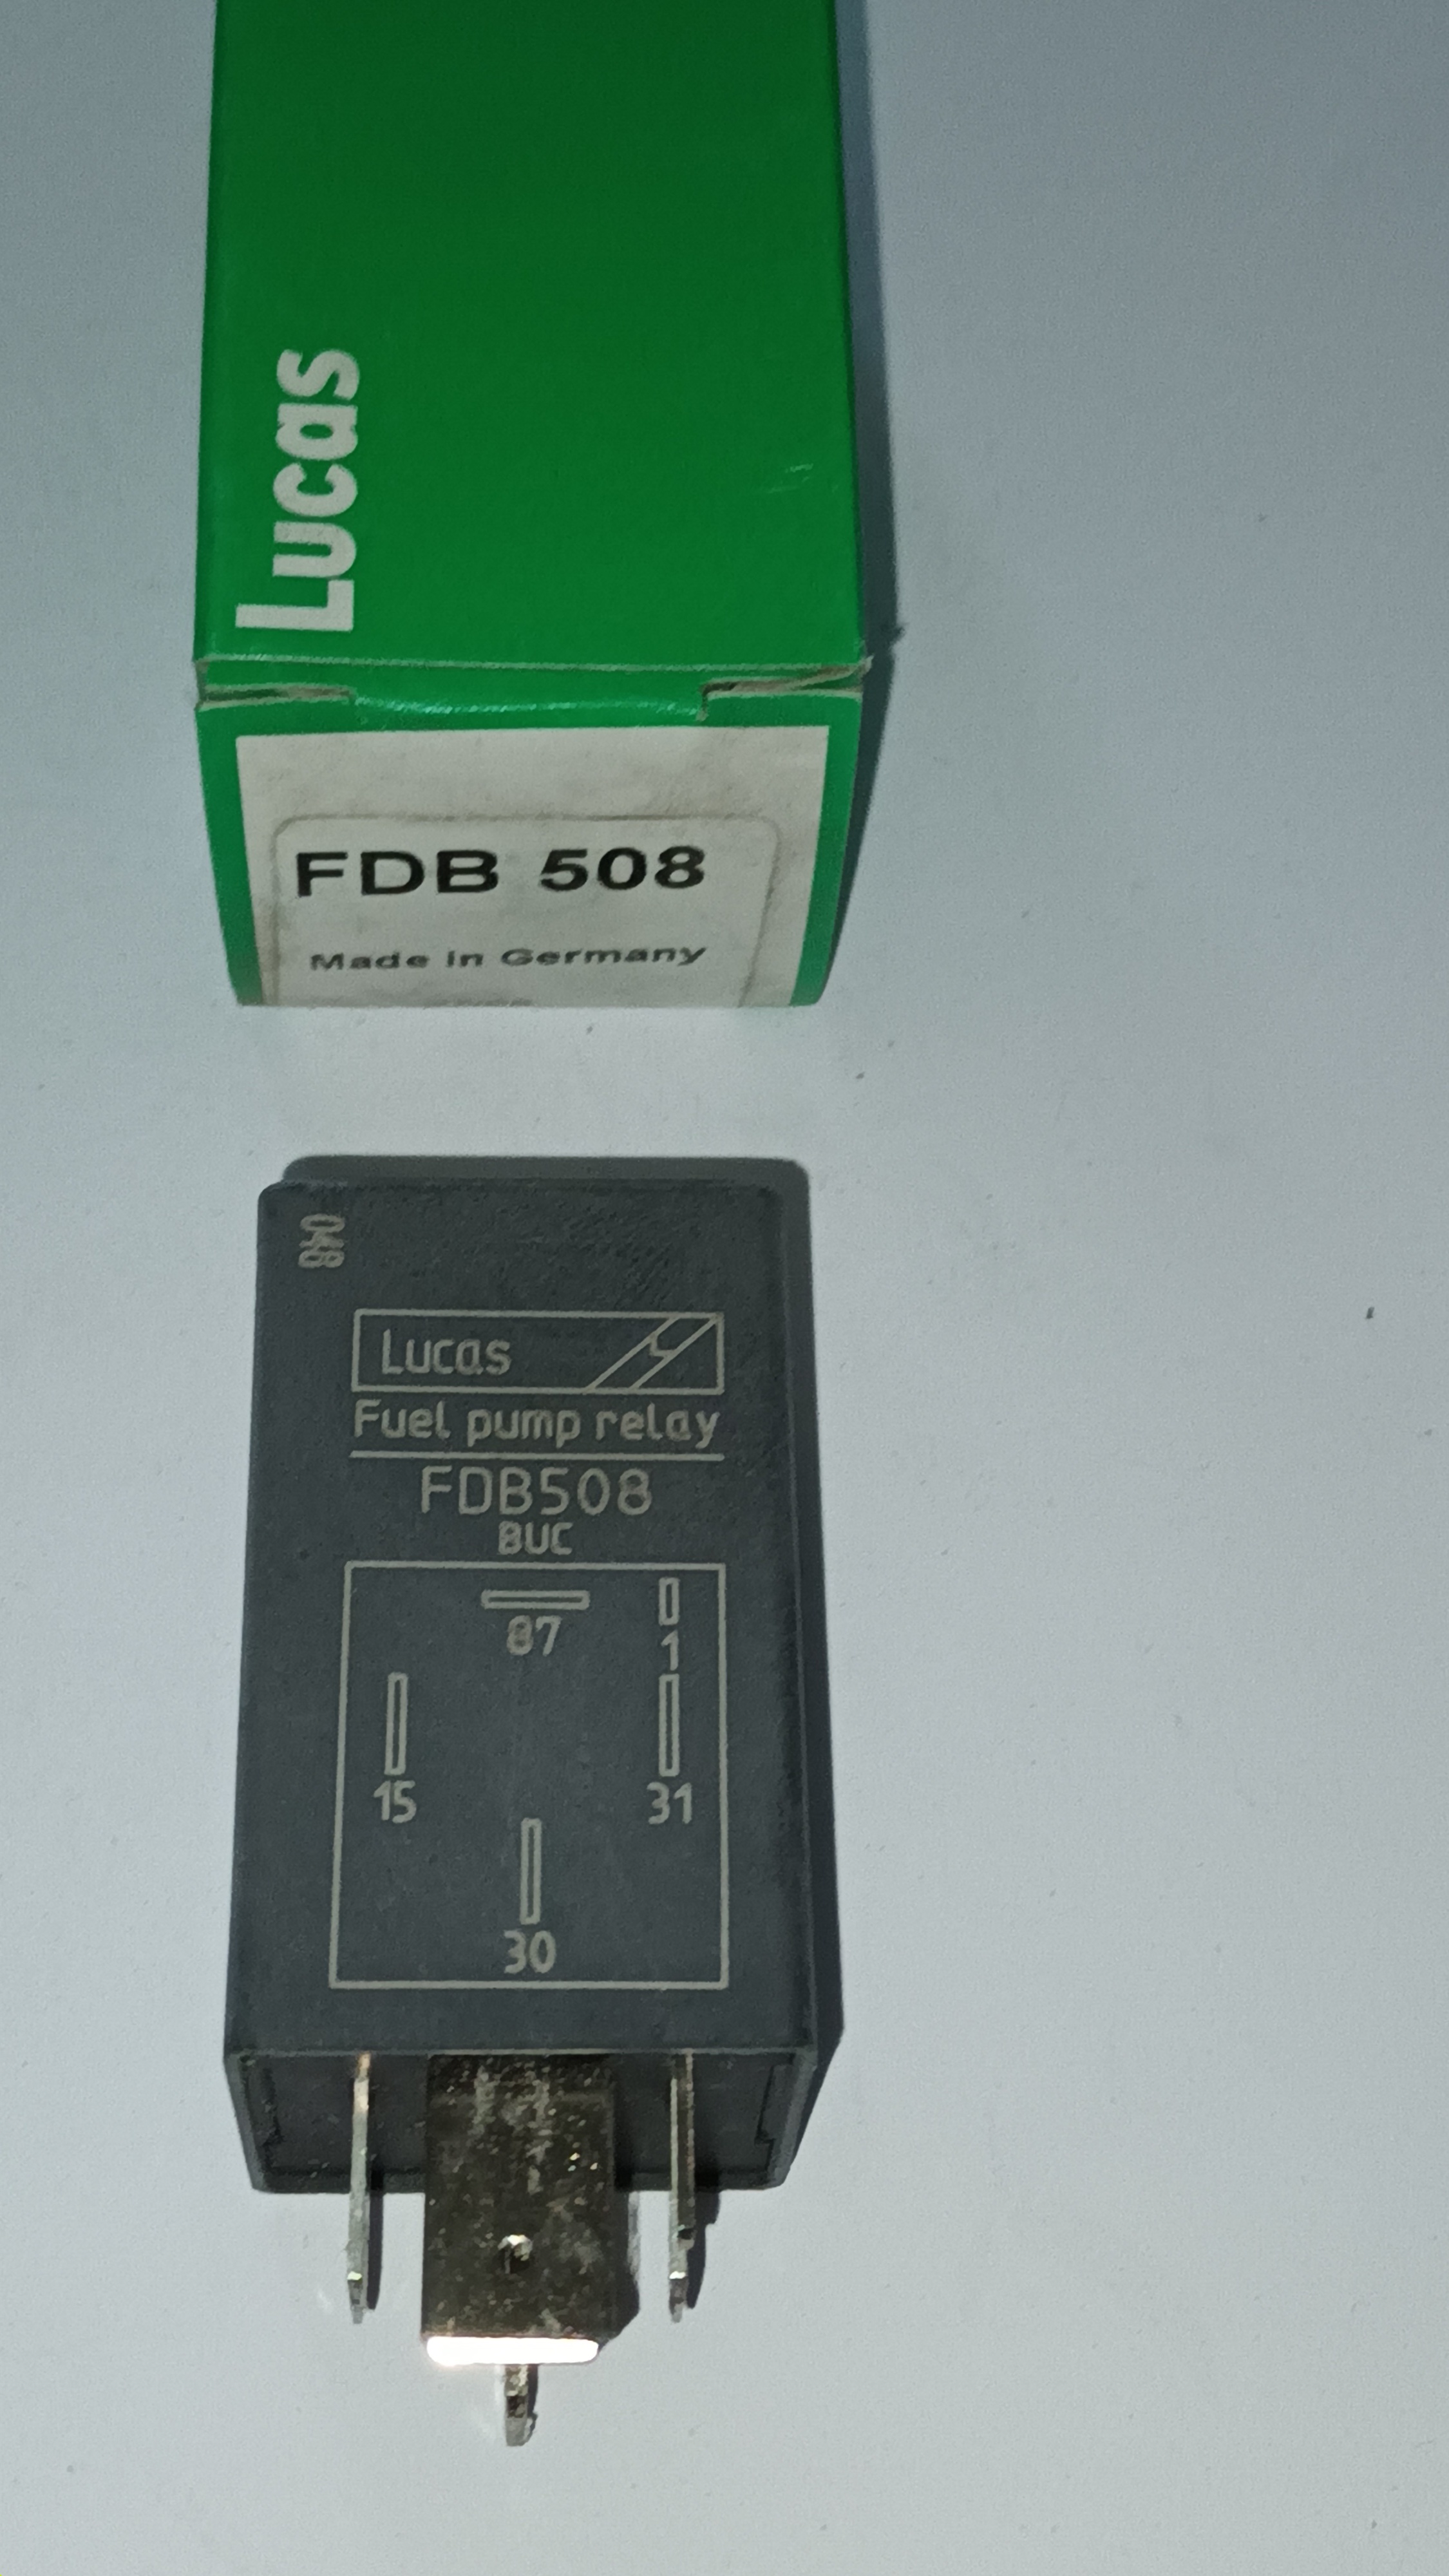 Lucas
FDB 508
Made in Germany
048
Lucas
Fuel pump relay
FDB508
BUC
87
1
15
31
30